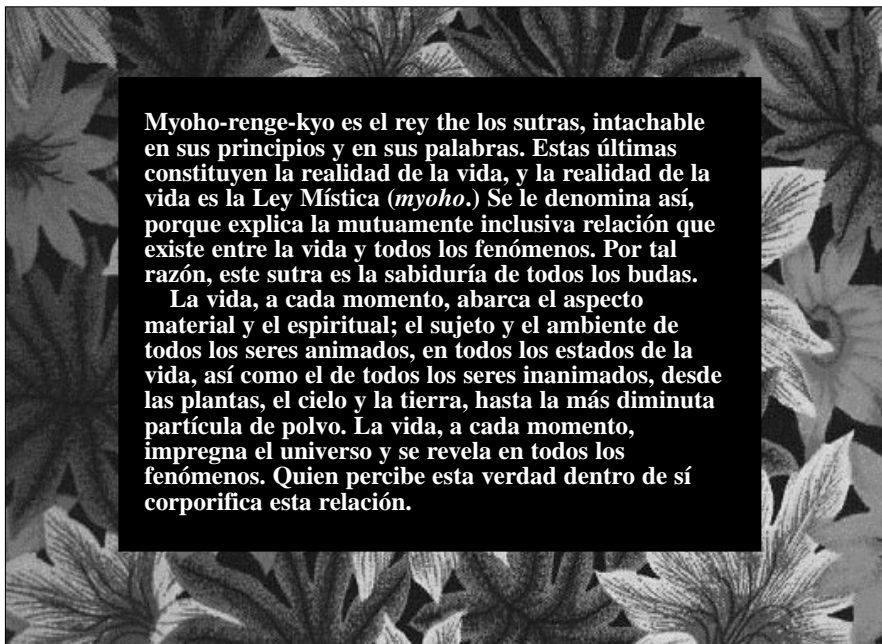 Myoho-renge-kyo es el rey the los sutras, intachable
en sus principios y en sus palabras. Estas últimas
constituyen la realidad de la vida, y la realidad de la
vida es la Ley Mística (myoho.) Se le denomina así,
porque explica la mutuamente inclusiva relación que
existe entre la vida y todos los fenómenos. Por tal
razón, este sutra es la sabiduría de todos los budas.
La vida, a cada momento, abarca el aspecto
material y el espiritual; el sujeto y el ambiente de
todos los seres animados, en todos los estados de la
vida, así como el de todos los seres inanimados, desde
las plantas, el cielo y la tierra, hasta la más diminuta
partícula de polvo. La vida, a cada momento,
impregna el universo y se revela en todos los
fenómenos. Quien percibe esta verdad dentro de sí
corporifica esta relación.